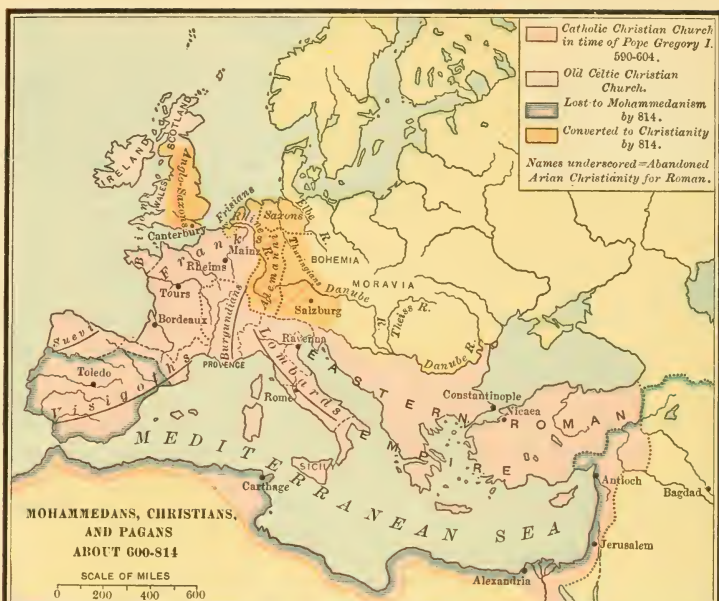 Catholic Christian Church
in time of Pope Gregory I.
590-604.
Old Celtic Christian
Church.
Lost to Mohammedanism
by 814.
Converted to Christianity
by 814.
Names underscored=Abandoned
Arian Christianity for Roman.
SCOTLAND
IRELAND
Anglo-Saxons
WALES
Britons
Canterbury
Frisians
Saxons
Elbe R.
Rhine R.
Franks
Rheims
Mainz
Thuringians
Alemanni
BOHEMIA
MORAVIA
Danube
R.
Theiss R.
Danube R.
Salzburg
Tours
Bordeaux
Burgundians
PROVENCE
Suevi
Toledo
Visigoths
Lombards
Ravenna
Rome
SICILY
EASTERN ROMAN
EMPIRE
Constantinople
Nicaea
MEDITERRANEAN SEA
Carthage
Antioch
Bagdad
Jerusalem
Alexandria
MOHAMMEDANS, CHRISTIANS,
AND PAGANS
ABOUT 600-814
SCALE OF MILES
0 200 400 600